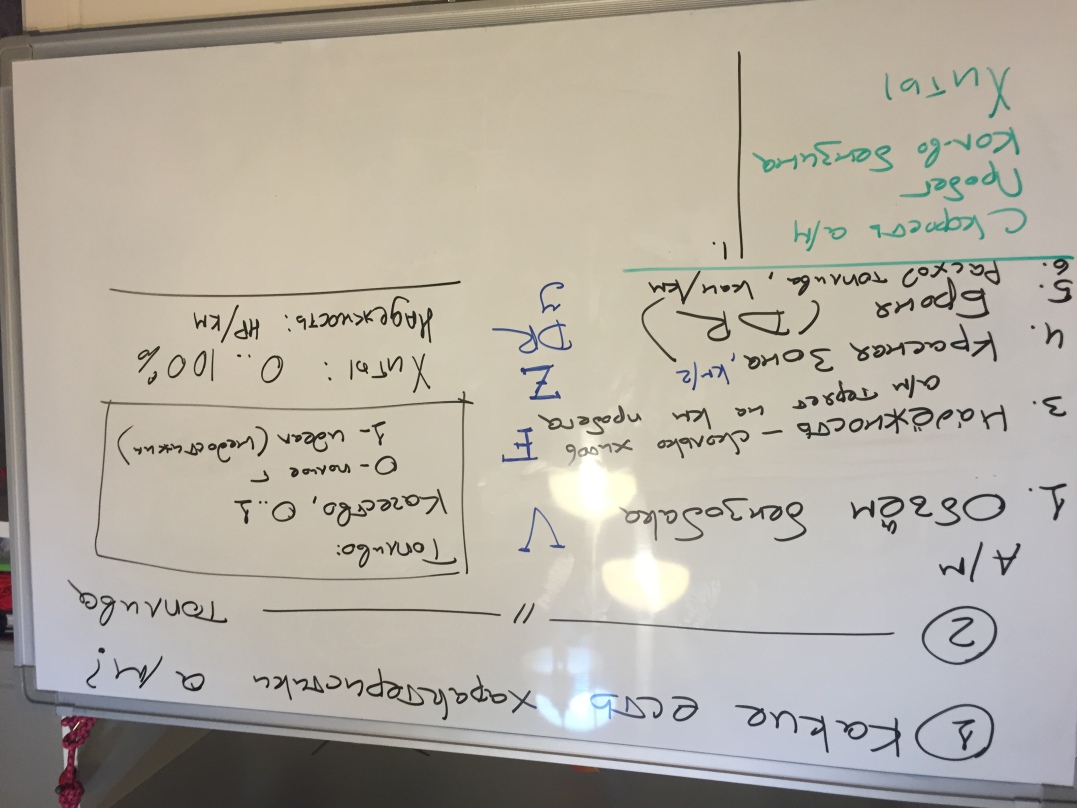 ① Какие есть характеристики а/м?
② —— // —— топлива
А/м
1. Объём бензобака V
3. Надёжность – сколько хитов
а/м теряет на км пробега F
4. Красная Зона, км/г Z
5. Броня (DR) DR
6. Расход топлива, кан/км У
Топливо:
Качество, 0..1
0 – полное г
1 – идеал (недостижим)
Хиты: 0..100%
Надежность: HP/км
Скорость а/м
Пробег
Кол-во бензина
Хиты
1.